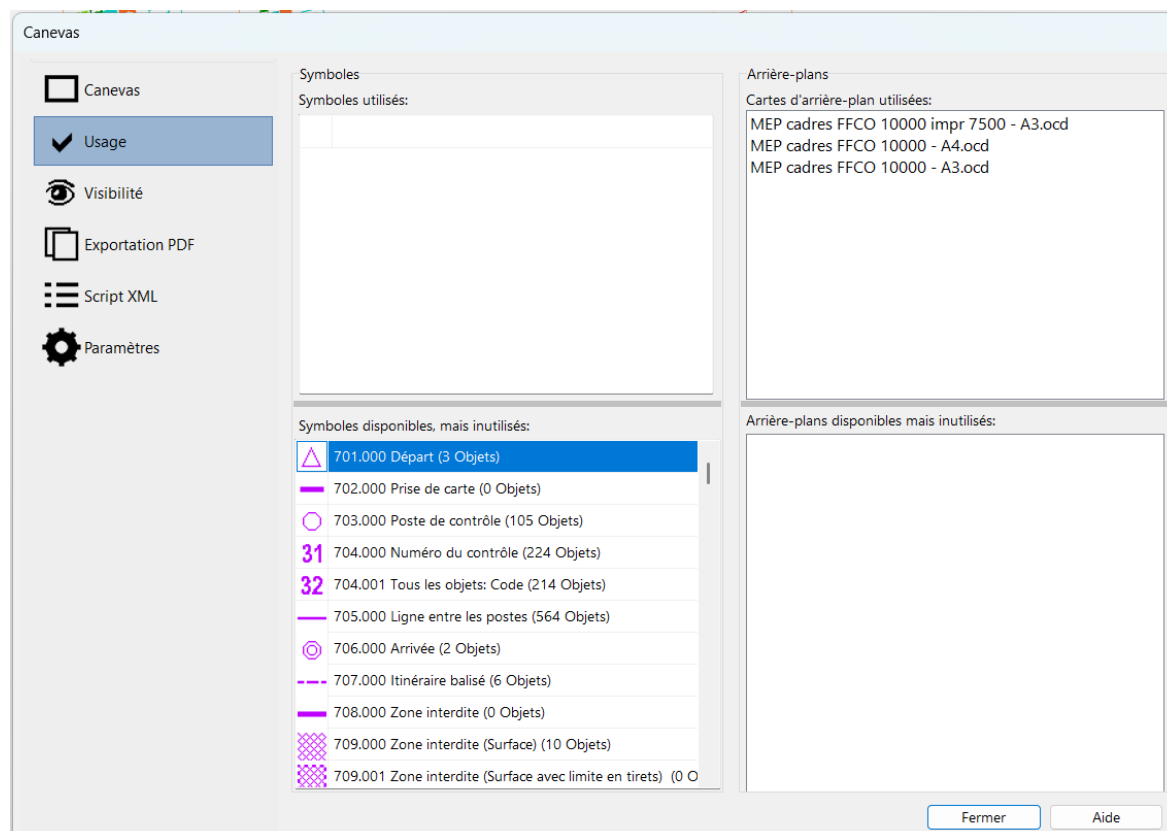 Canevas
Canevas
Usage
Visibilité
Exportation PDF
Script XML
Paramètres
Symboles
Symboles utilisés:
Symboles disponibles, mais inutilisés:
701.000 Départ (3 Objets)
702.000 Prise de carte (0 Objets)
703.000 Poste de contrôle (105 Objets)
31 704.000 Numéro du contrôle (224 Objets)
32 704.001 Tous les objets: Code (214 Objets)
705.000 Ligne entre les postes (564 Objets)
706.000 Arrivée (2 Objets)
707.000 Itinéraire balisé (6 Objets)
708.000 Zone interdite (0 Objets)
709.000 Zone interdite (Surface) (10 Objets)
709.001 Zone interdite (Surface avec limite en tirets) (0 O
Arrière-plans
Cartes d'arrière-plan utilisées:
MEP cadres FFCO 10000 impr 7500 - A3.ocd
MEP cadres FFCO 10000 - A4.ocd
MEP cadres FFCO 10000 - A3.ocd
Arrière-plans disponibles mais inutilisés:
Fermer
Aide